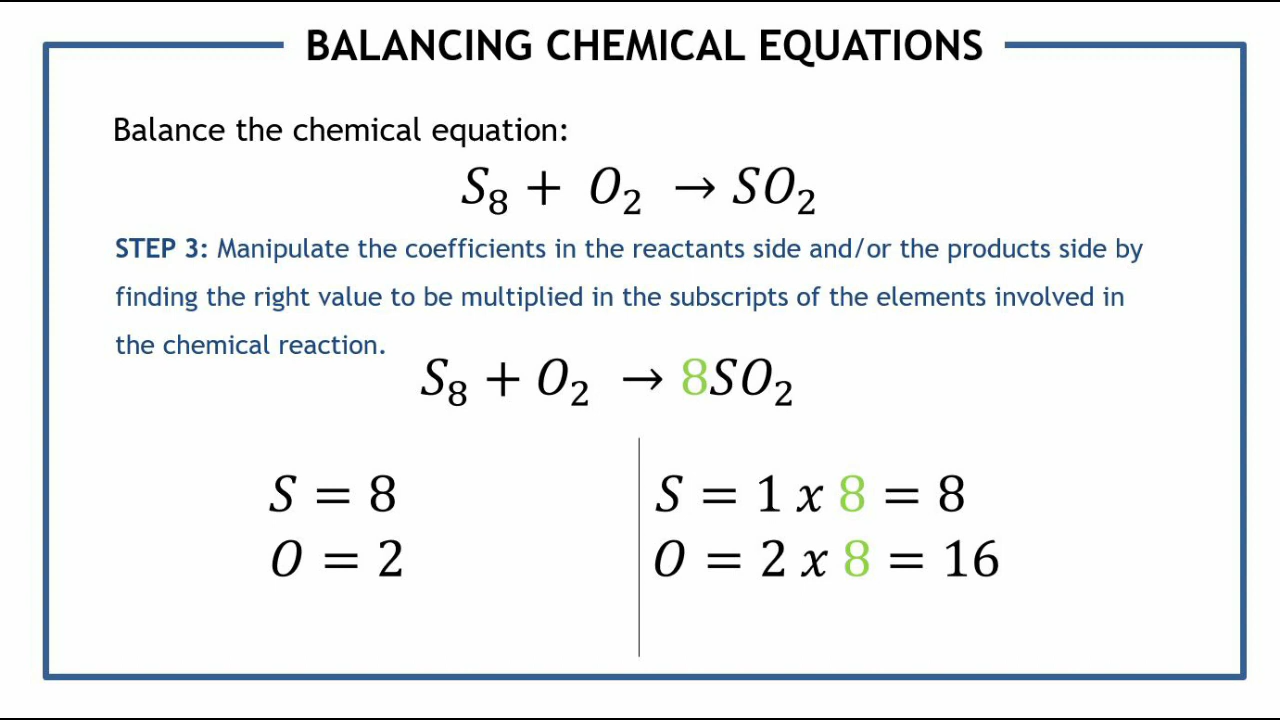 BALANCING CHEMICAL EQUATIONS
Balance the chemical equation:
S₈ + O₂ → SO₂
STEP 3: Manipulate the coefficients in the reactants side and/or the products side by
finding the right value to be multiplied in the subscripts of the elements involved in
the chemical reaction.
S₈ + O₂ → 8SO₂
S = 8
O = 2
S = 1 x 8 = 8
O = 2 x 8 = 16